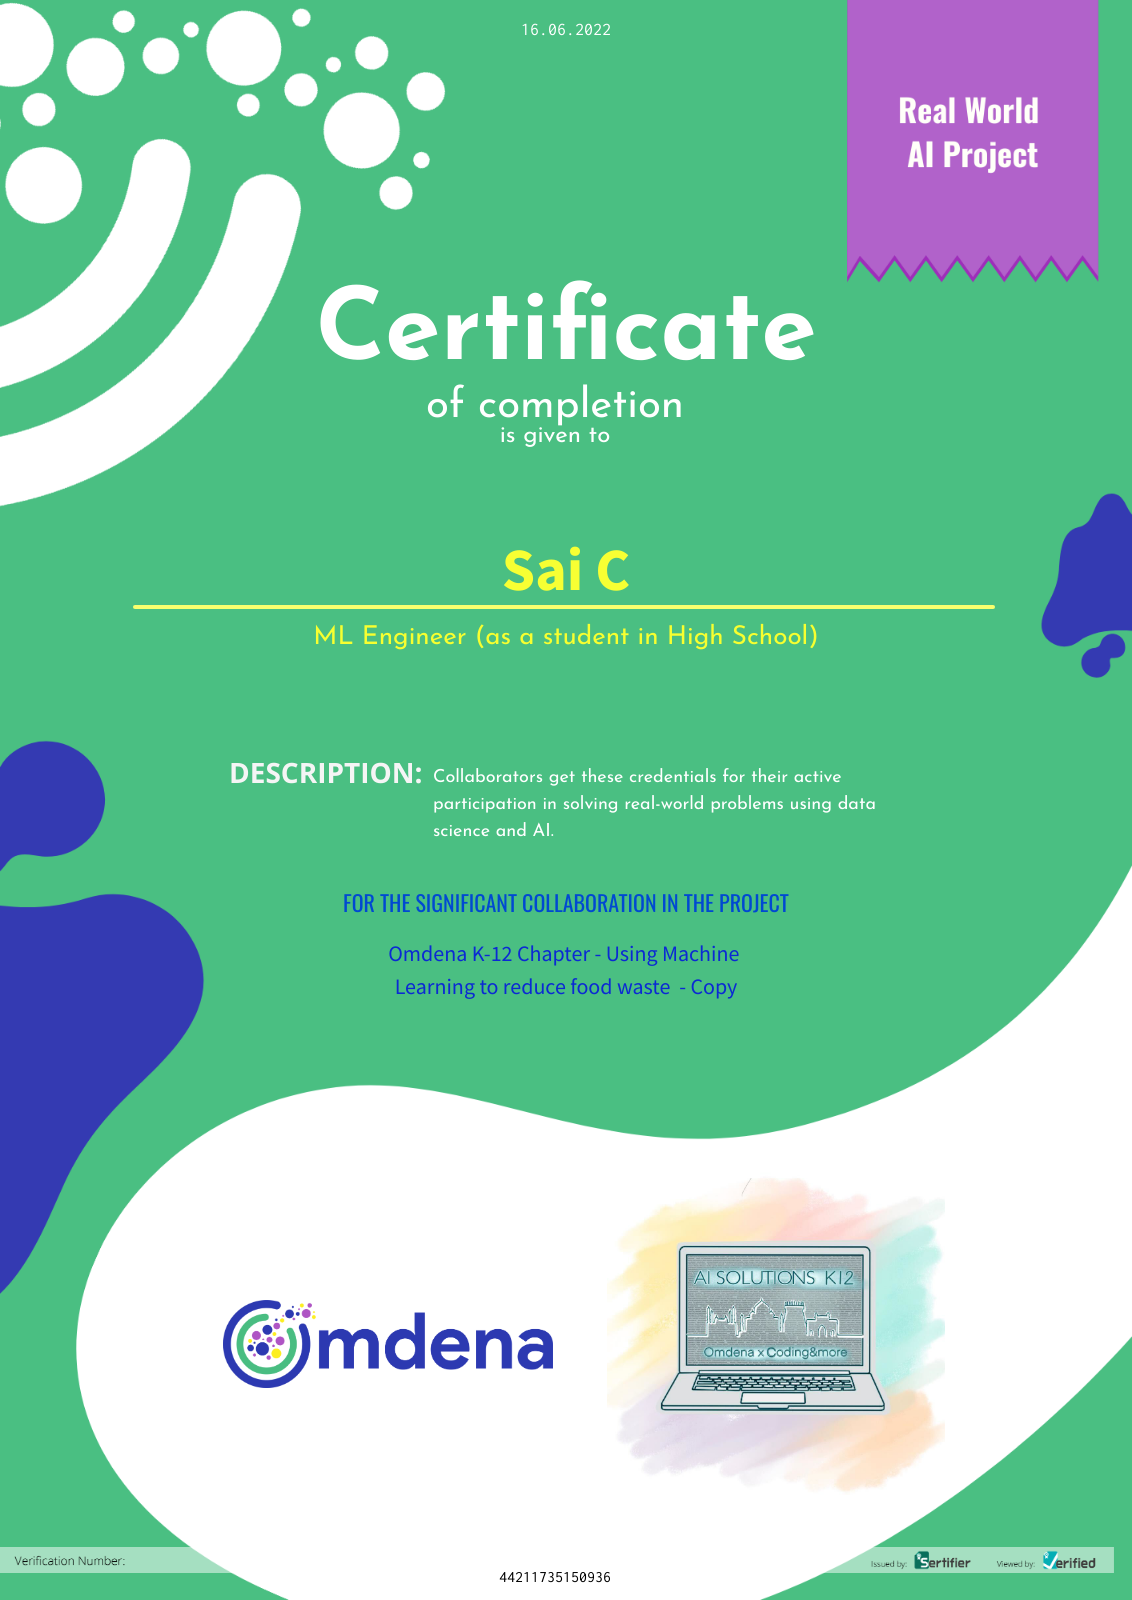 16.06.2022
Real World
AI Project
Certificate
of completion
is given to
Sai C
ML Engineer (as a student in High School)
DESCRIPTION: Collaborators get these credentials for their active
participation in solving real-world problems using data
science and AI.
FOR THE SIGNIFICANT COLLABORATION IN THE PROJECT
Omdena K-12 Chapter - Using Machine
Learning to reduce food waste - Copy
AI SOLUTIONS K12
Omdena x Coding&more
Omdena
Verification Number:
Issued by: Sertifier
Viewed by: Verified
44211735150936